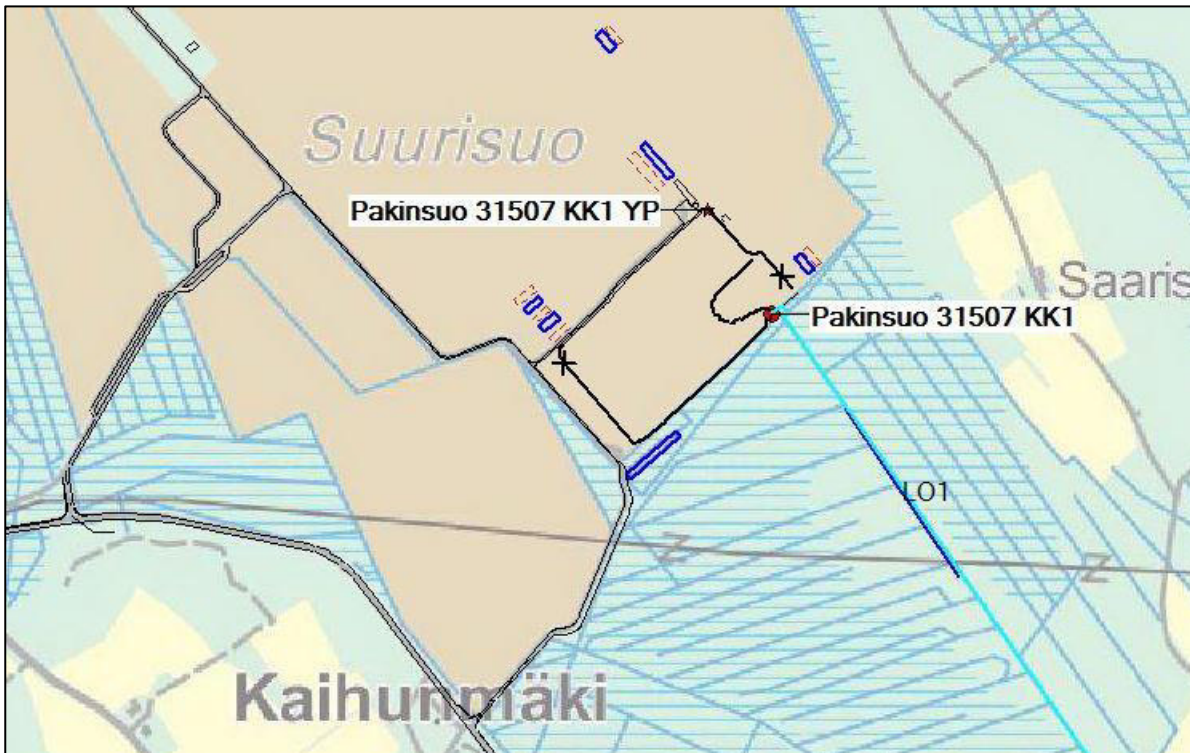 Suurisuo
Pakinsuo 31507 KK1 YP
Saaris
Pakinsuo 31507 KK1
LO1
Z
Z
Kaihunmäki